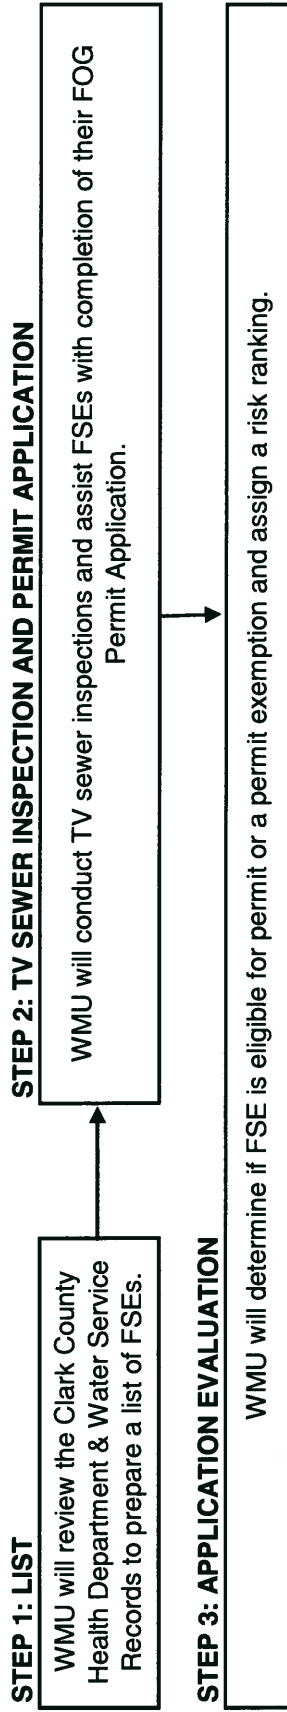 STEP 1: LIST
WMU will review the Clark County
Health Department & Water Service
Records to prepare a list of FSEs.
STEP 2: TV SEWER INSPECTION AND PERMIT APPLICATION
WMU will conduct TV sewer inspections and assist FSEs with completion of their FOG
Permit Application.
STEP 3: APPLICATION EVALUATION
WMU will determine if FSE is eligible for permit or a permit exemption and assign a risk ranking.